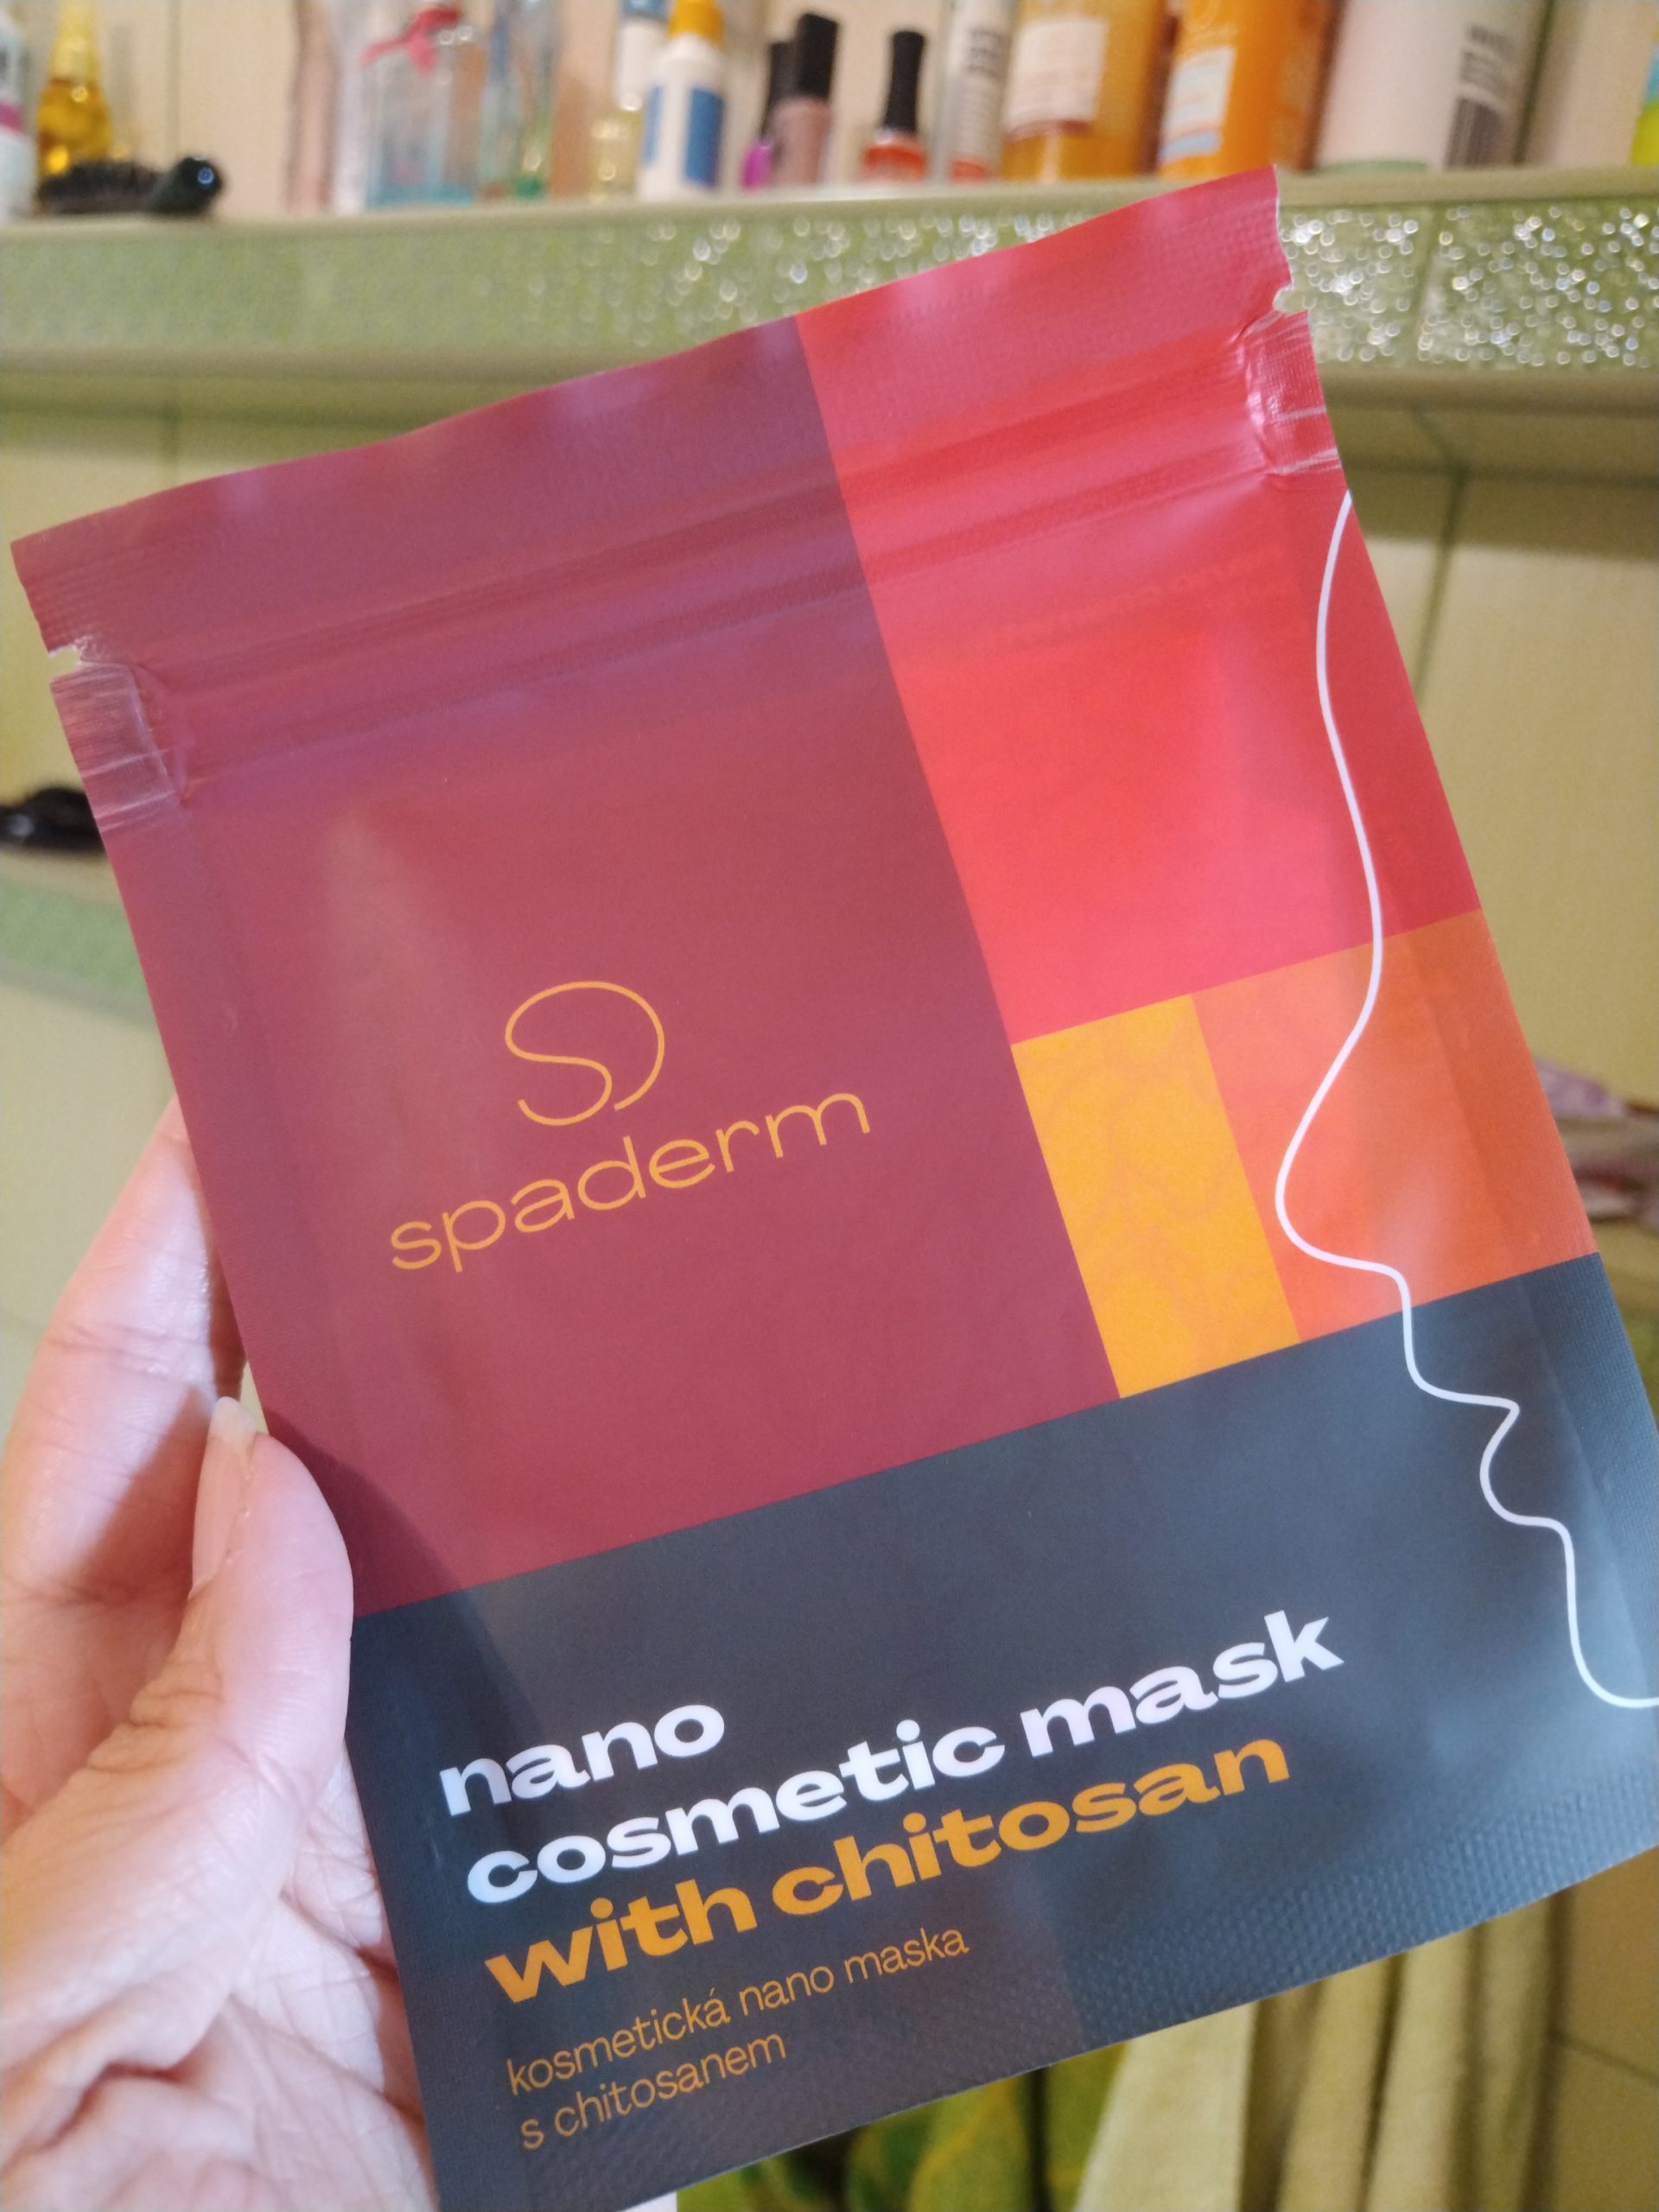 spaderm
nano
cosmetic mask
with chitosan
kosmetická nano maska
s chitosanem